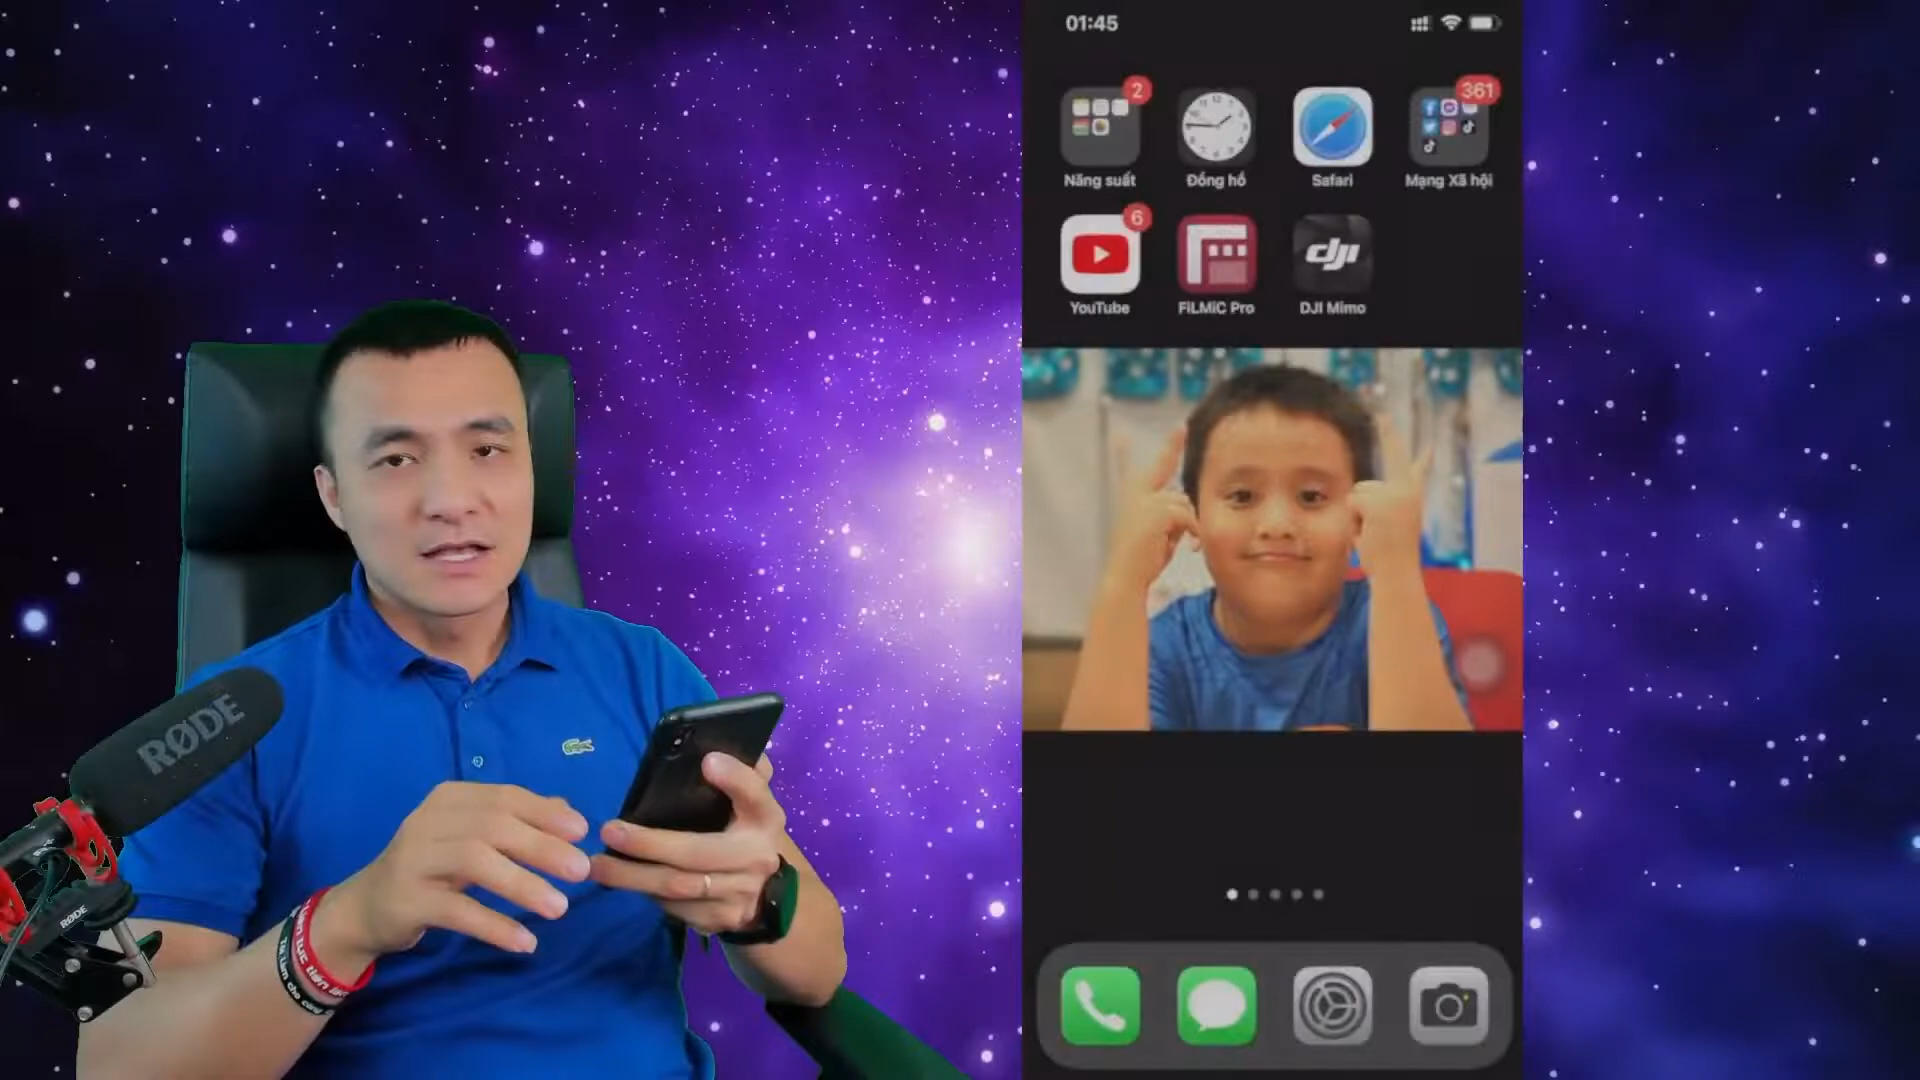 01:45
2
361
Năng suất
Đồng hồ
Safari
Mạng Xã hội
6
dji
YouTube
FiLMiC Pro
DJI Mimo
RØDE
RØDE